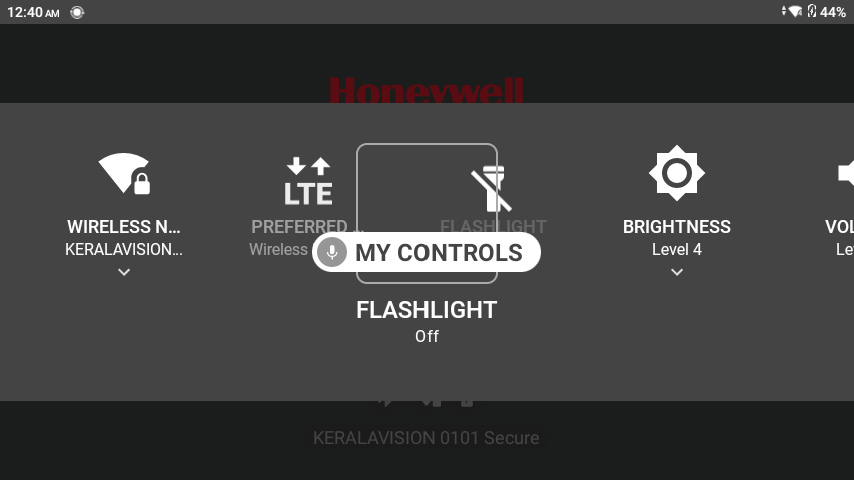 12:40 AM
44%
Honeywell
WIRELESS N...
KERALAVISION...
LTE
PREFERRED ...
Wireless
FLASHLIGHT
BRIGHTNESS
Level 4
VOL
Le
MY CONTROLS
FLASHLIGHT
Off
KERALAVISION 0101 Secure